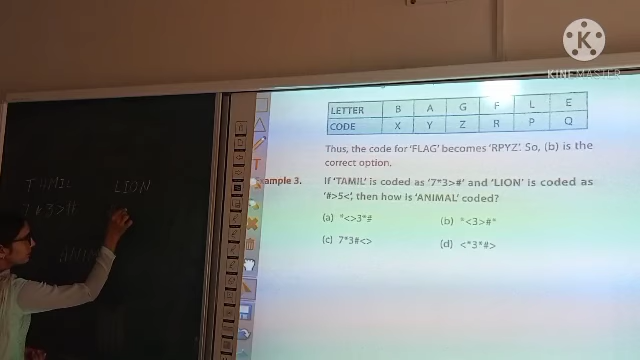 KINEMASTER
LETTER B A G F L E
CODE X Y Z R P Q
Thus, the code for 'FLAG' becomes 'RPYZ'. So, (b) is the
correct option.
ample 3. If 'TAMIL' is coded as '7*3>#' and 'LION' is coded as
'#>5<', then how is 'ANIMAL' coded?
(a) *<>3*# (b) *<3>#*
(c) 7*3#<> (d) <*3*#>
TAMIL LION
7*3>#